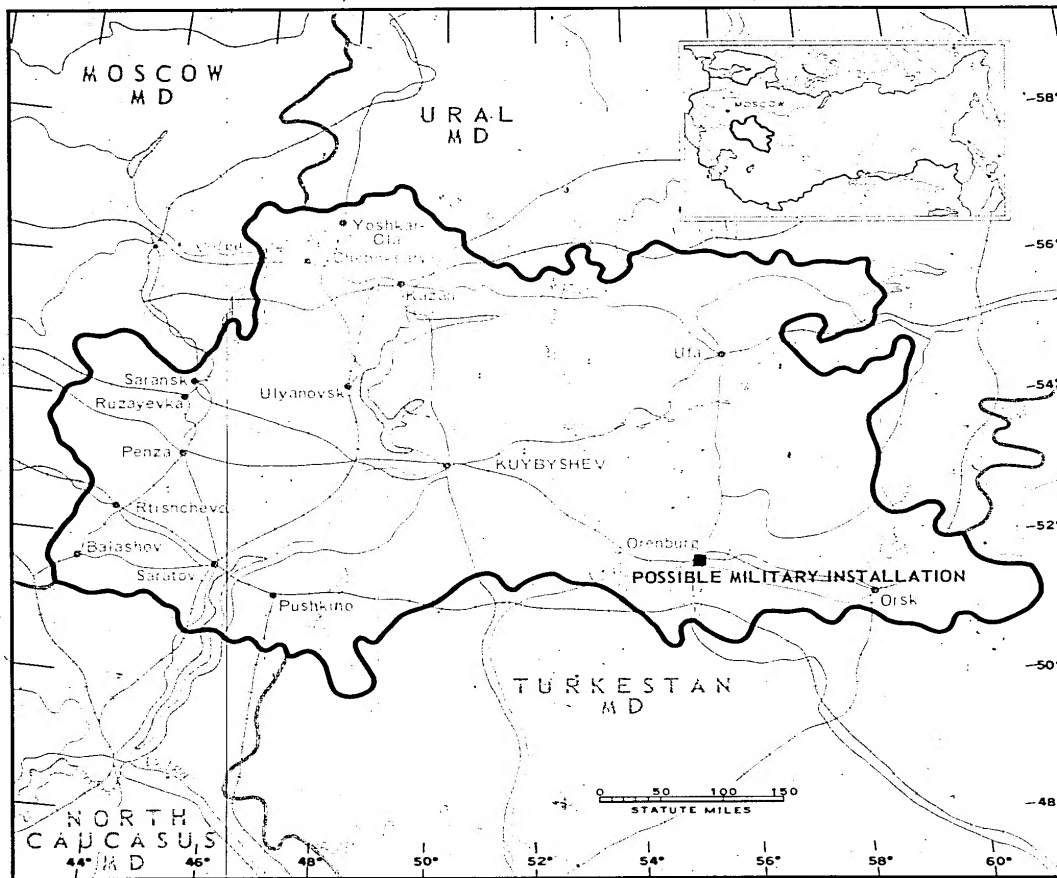 MOSCOW
MD
URAL
MD
MOSCOW
58°
Yoshkar-
Ola
56°
Kazan
Ufa
Saransk
Ruzayevka
Ulyanovsk
54°
Penza
KUYBYSHEV
Rtishchevo
52°
Balashov
Orenburg
Saratov
POSSIBLE MILITARY INSTALLATION
Pushkino
Orsk
50°
TURKESTAN
MD
0 50 100 150
STATUTE MILES
48
NORTH
CAUCASUS
MD
44° 46° 48° 50° 52° 54° 56° 58° 60°